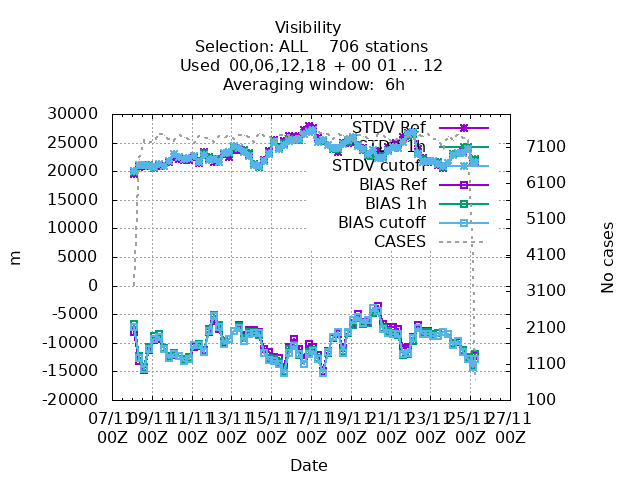 Visibility
Selection: ALL 706 stations
Used 00,06,12,18 + 00 01 ... 12
Averaging window: 6h
30000
25000
20000
15000
10000
5000
0
-5000
-10000
-15000
-20000
m
STDV Ref
STDV 1h
STDV cutoff
BIAS Ref
BIAS 1h
BIAS cutoff
CASES
7100
6100
5100
4100
3100
2100
1100
100
No cases
07/11 09/11 11/11 13/11 15/11 17/11 19/11 21/11 23/11 25/11 27/11
00Z 00Z 00Z 00Z 00Z 00Z 00Z 00Z 00Z 00Z 00Z
Date